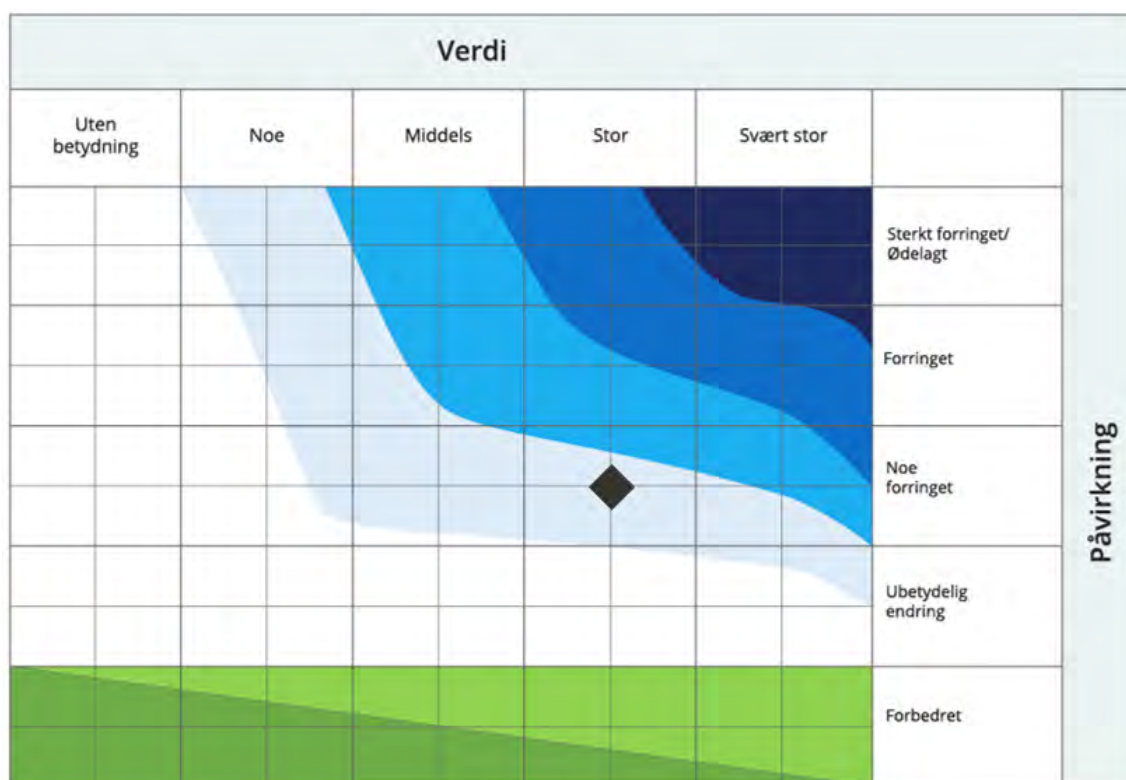 Verdi
Uten
betydning
Noe
Middels
Stor
Svært stor
Sterkt forringet/
Ødelagt
Forringet
Noe
forringet
Ubetydelig
endring
Forbedret
Påvirkning